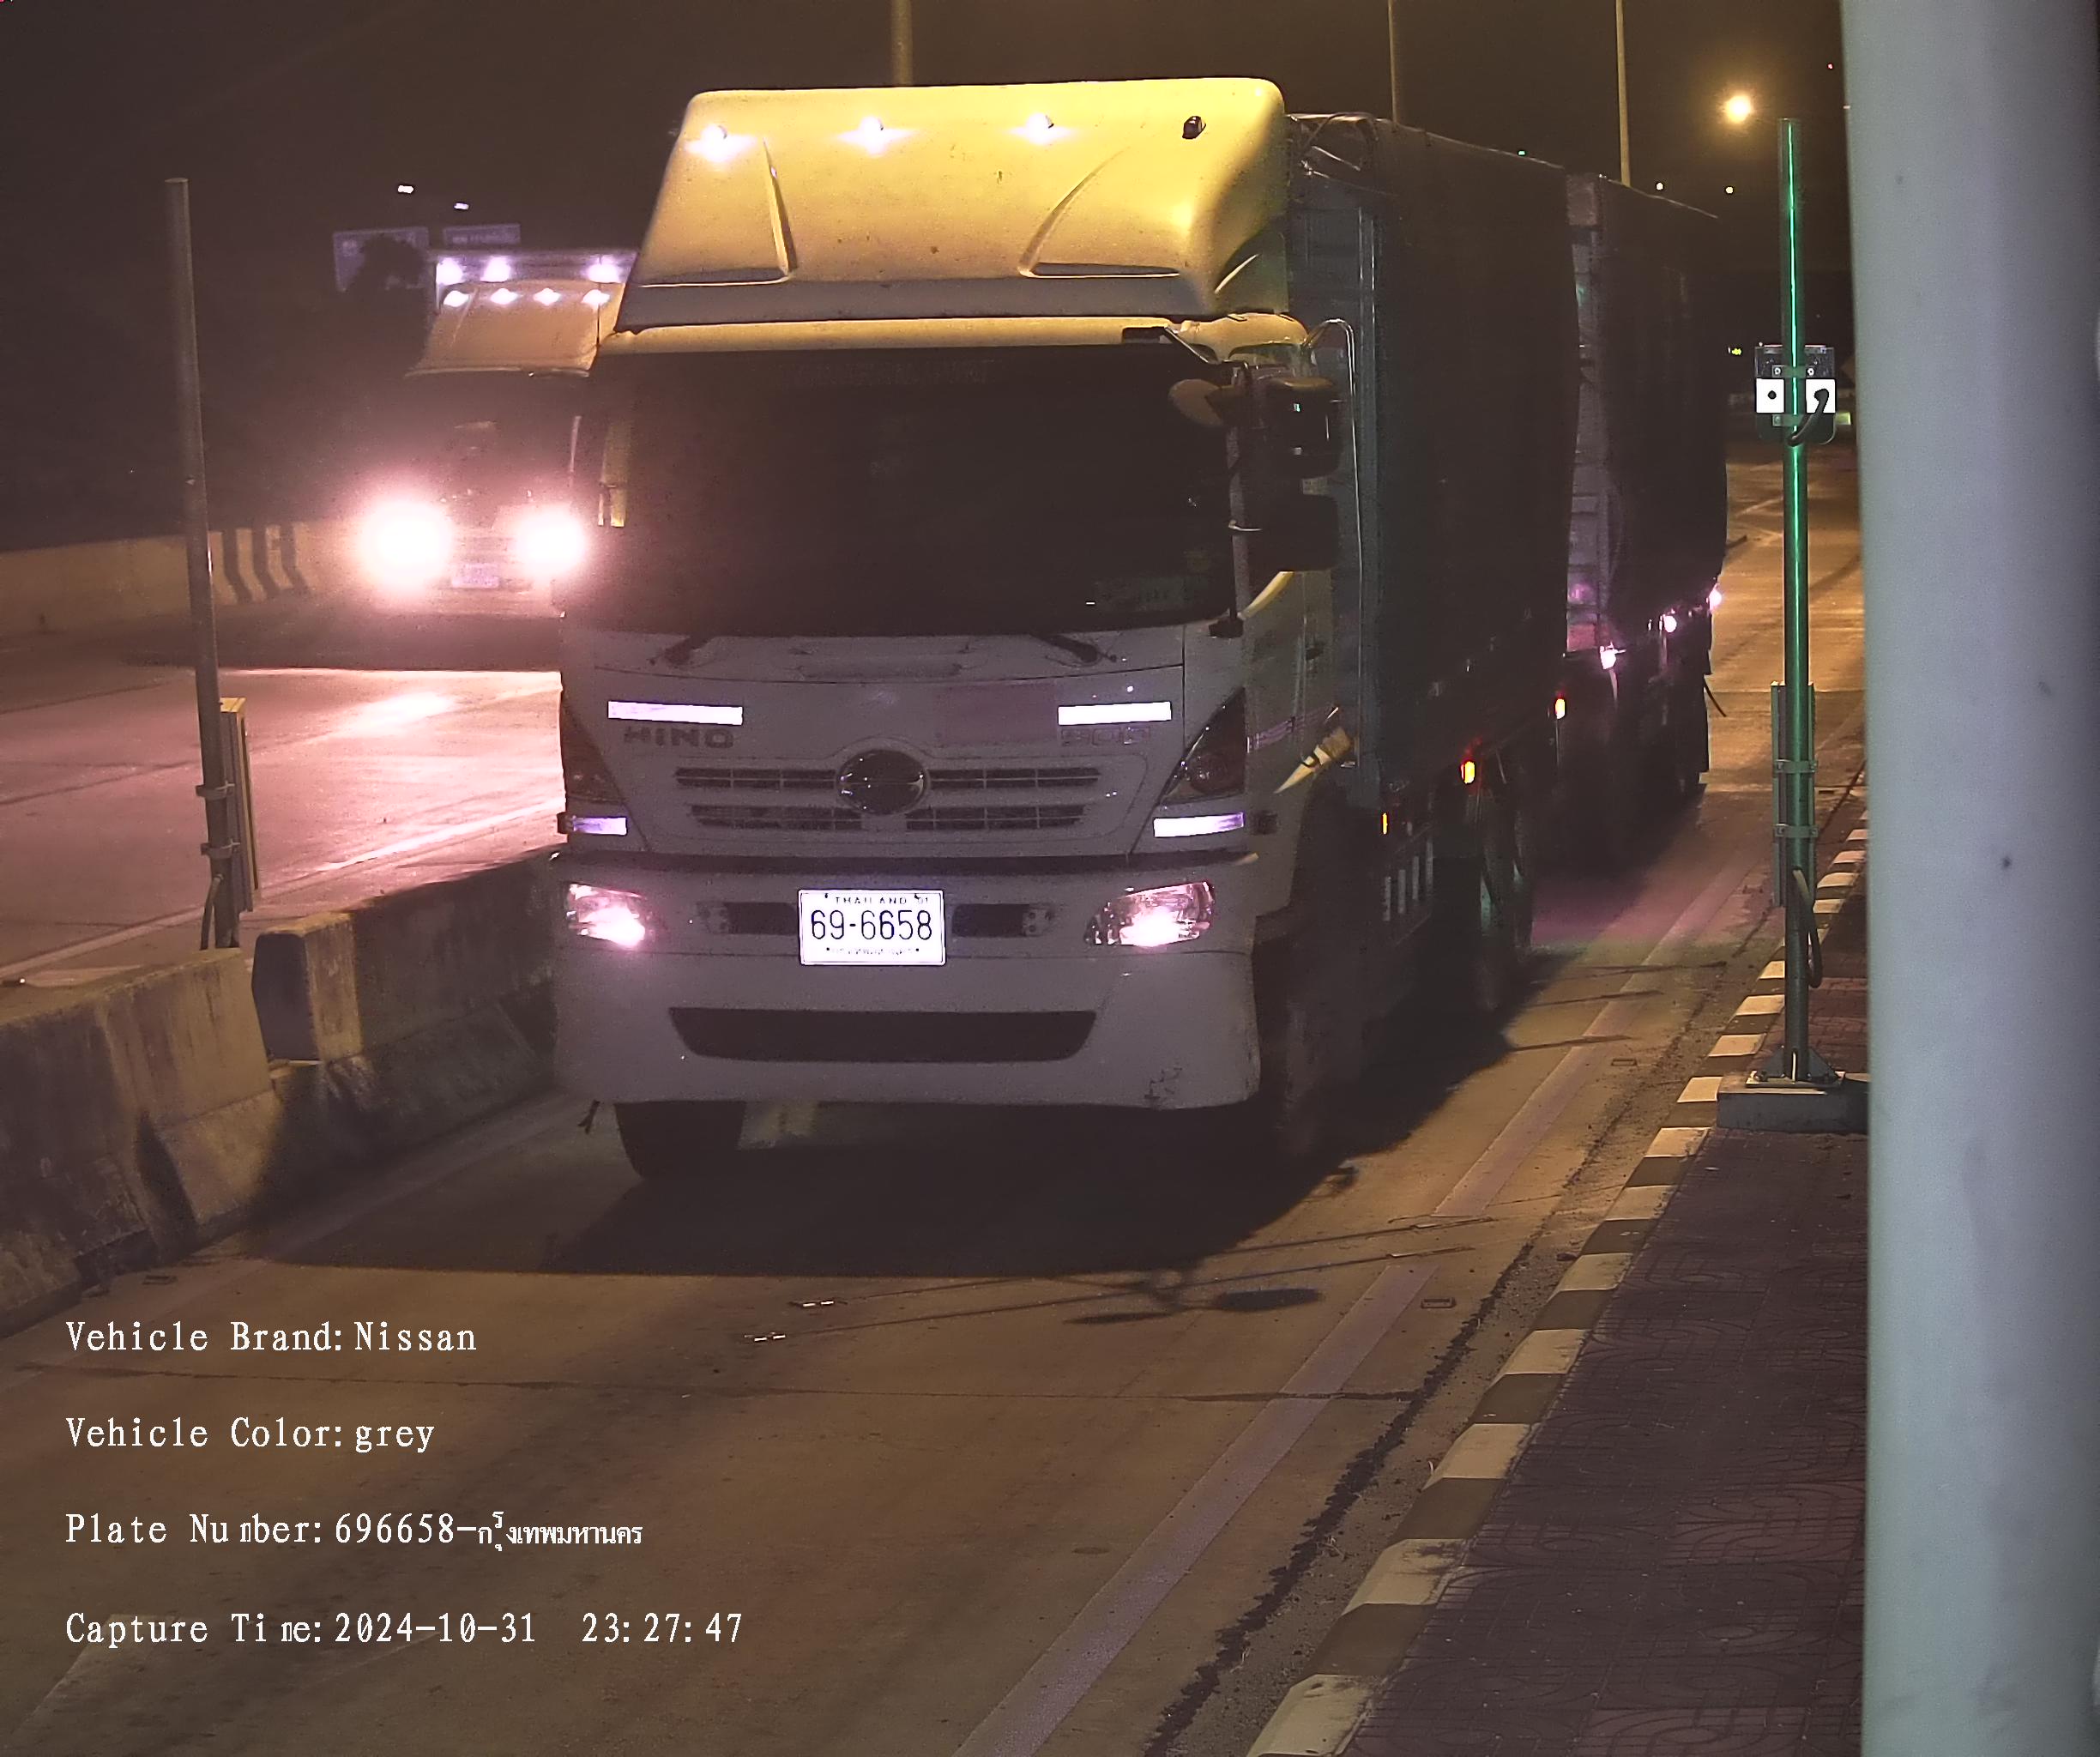 HINO
500
THAILAND
69-6658
Vehicle Brand:Nissan
Vehicle Color:grey
Plate Number:696658-กรุงเทพมหานคร
Capture Time:2024-10-31 23:27:47